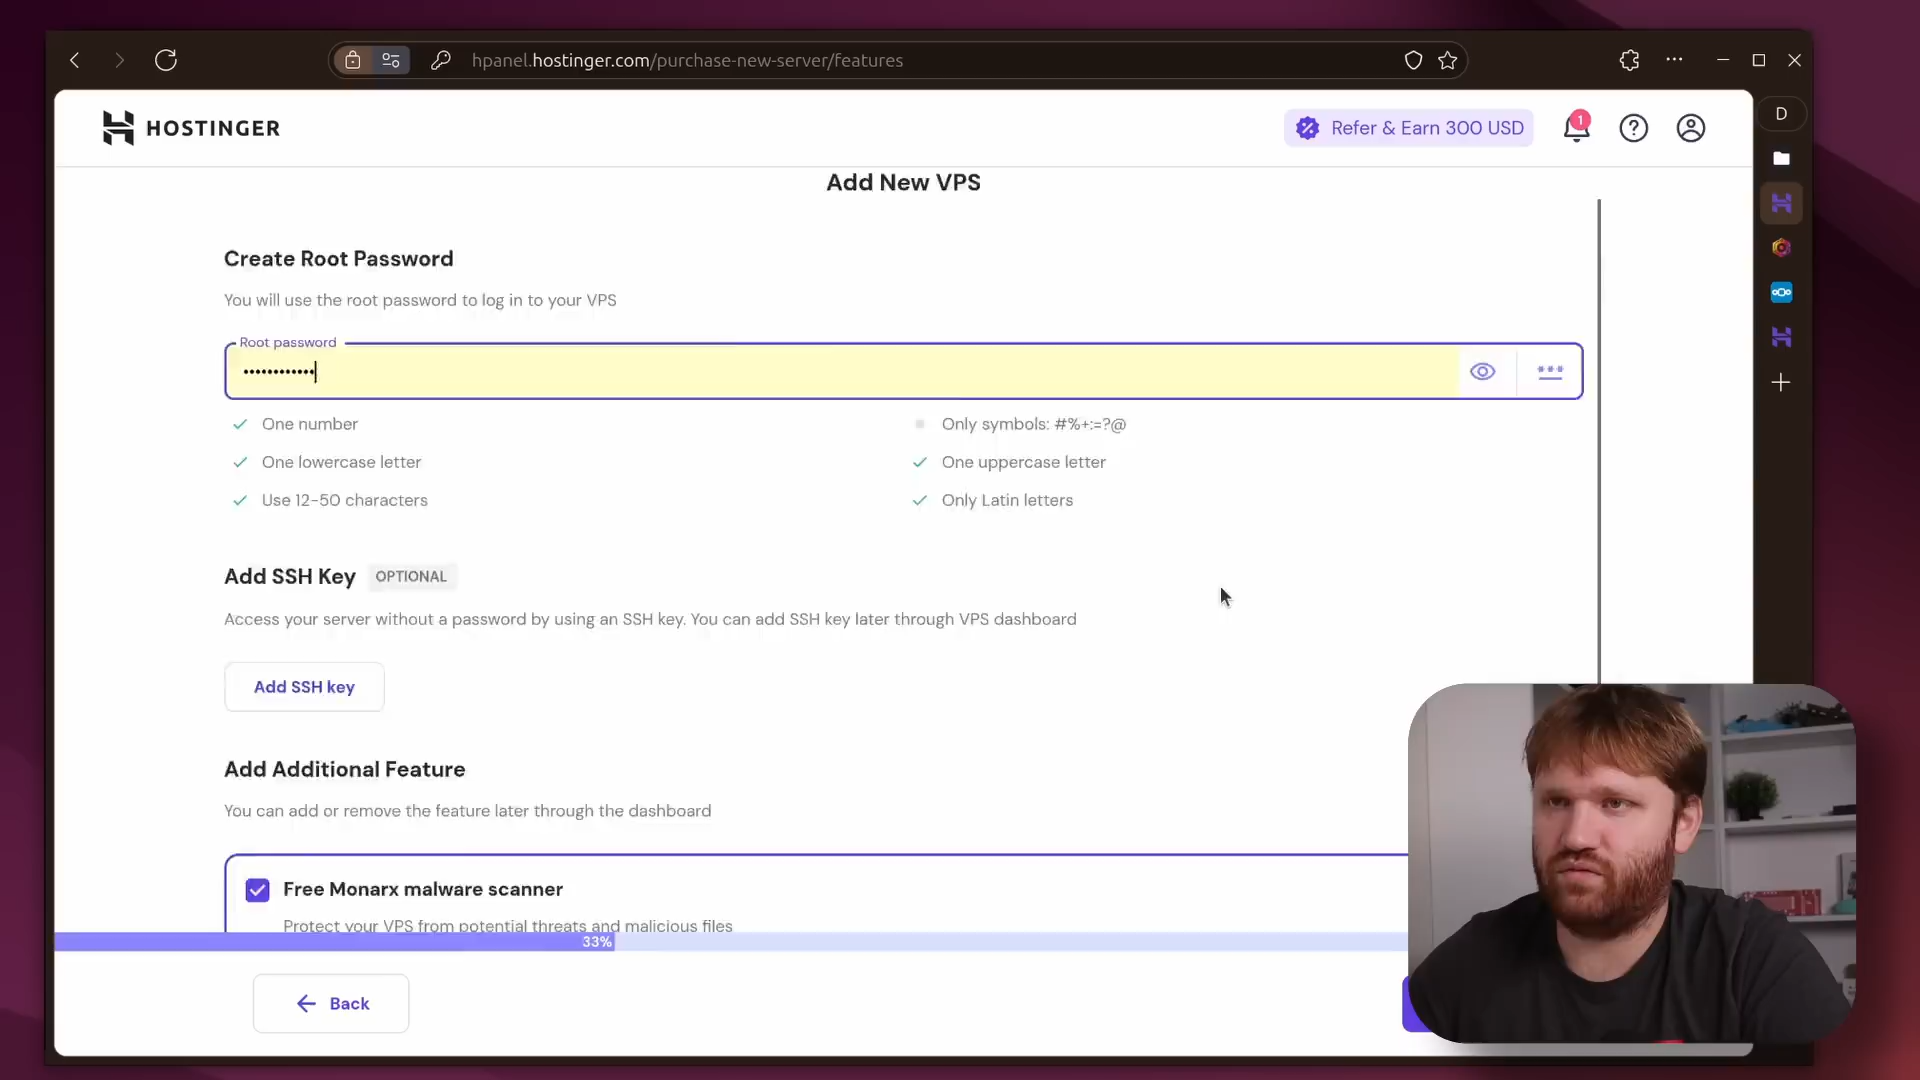 hpanel.hostinger.com/purchase-new-server/features
HOSTINGER
Refer & Earn 300 USD
1
D
Add New VPS
Create Root Password
You will use the root password to log in to your VPS
Root password
••••••••••••
One number
Only symbols: #%+:=?@
One lowercase letter
One uppercase letter
Use 12-50 characters
Only Latin letters
Add SSH Key OPTIONAL
Access your server without a password by using an SSH key. You can add SSH key later through VPS dashboard
Add SSH key
Add Additional Feature
You can add or remove the feature later through the dashboard
Free Monarx malware scanner
Protect your VPS from potential threats and malicious files
33%
Back